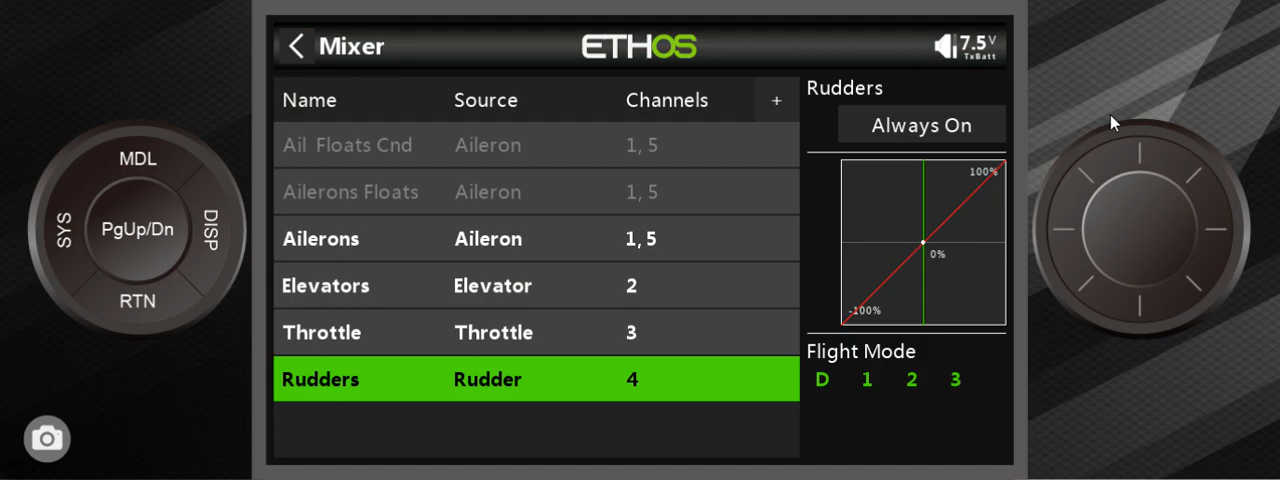 Mixer
ETHOS
7.5V
TxBatt
MDL
SYS
PgUp/Dn
DISP
RTN
Name Source Channels +
Ail Floats Cnd Aileron 1, 5
Ailerons Floats Aileron 1, 5
Ailerons Aileron 1, 5
Elevators Elevator 2
Throttle Throttle 3
Rudders Rudder 4
Rudders
Always On
100%
0%
-100%
Flight Mode
D 1 2 3